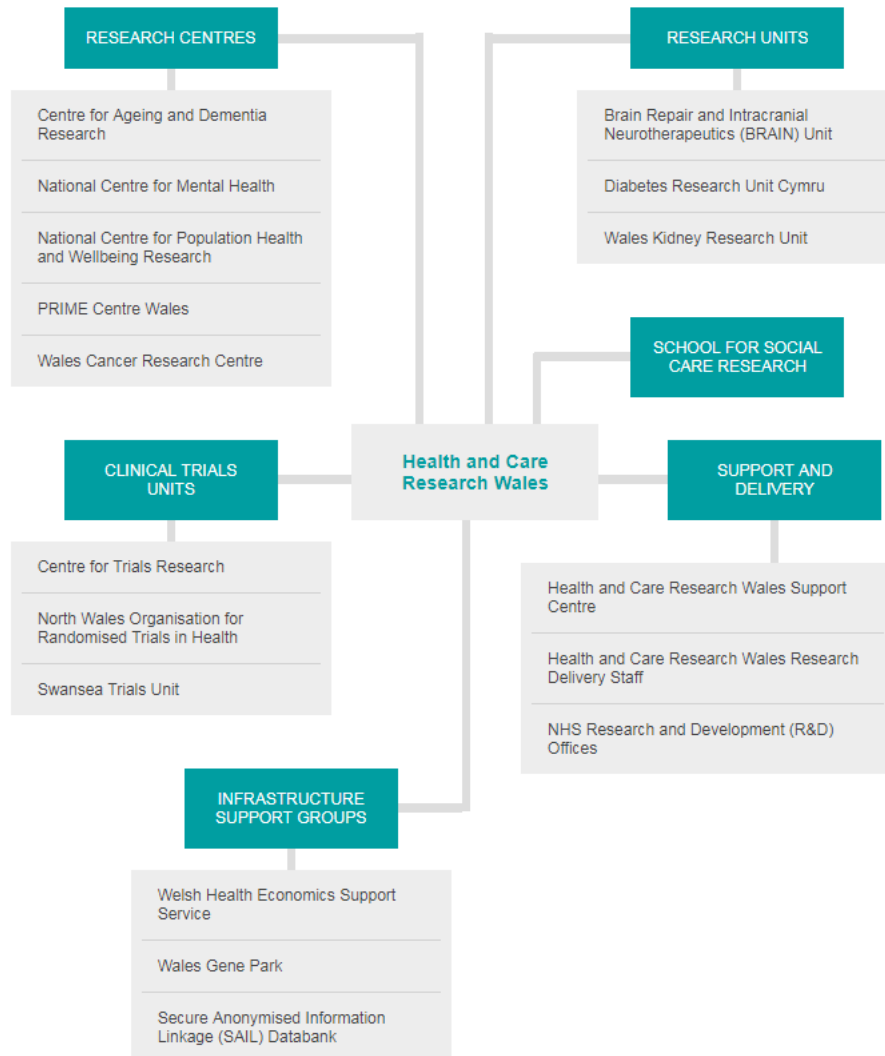 RESEARCH CENTRES
Centre for Ageing and Dementia
Research
National Centre for Mental Health
National Centre for Population Health
and Wellbeing Research
PRIME Centre Wales
Wales Cancer Research Centre
RESEARCH UNITS
Brain Repair and Intracranial
Neurotherapeutics (BRAIN) Unit
Diabetes Research Unit Cymru
Wales Kidney Research Unit
SCHOOL FOR SOCIAL
CARE RESEARCH
Health and Care
Research Wales
CLINICAL TRIALS
UNITS
Centre for Trials Research
North Wales Organisation for
Randomised Trials in Health
Swansea Trials Unit
SUPPORT AND
DELIVERY
Health and Care Research Wales Support
Centre
Health and Care Research Wales Research
Delivery Staff
NHS Research and Development (R&D)
Offices
INFRASTRUCTURE
SUPPORT GROUPS
Welsh Health Economics Support
Service
Wales Gene Park
Secure Anonymised Information
Linkage (SAIL) Databank